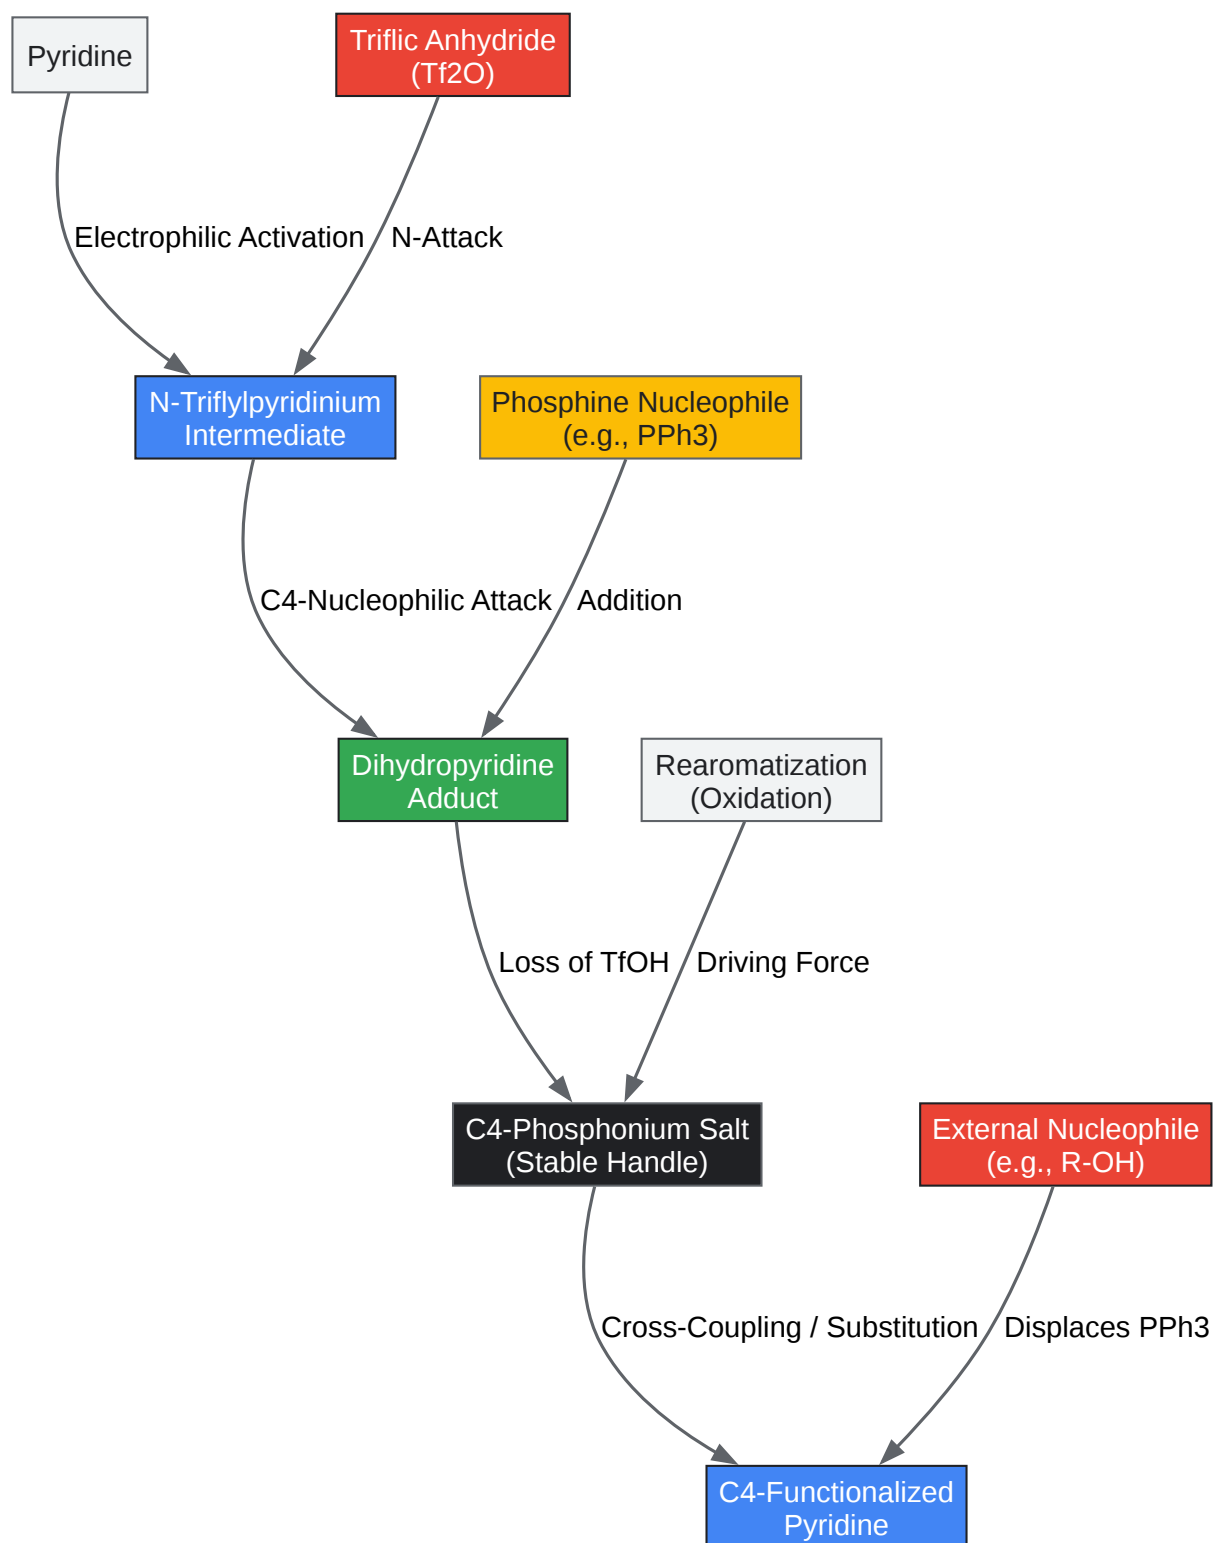 Pyridine
Triflic Anhydride
(Tf2O)
Electrophilic Activation
N-Attack
N-Triflylpyridinium
Intermediate
Phosphine Nucleophile
(e.g., PPh3)
C4-Nucleophilic Attack
Addition
Dihydropyridine
Adduct
Rearomatization
(Oxidation)
Loss of TfOH
Driving Force
C4-Phosphonium Salt
(Stable Handle)
External Nucleophile
(e.g., R-OH)
Cross-Coupling / Substitution
Displaces PPh3
C4-Functionalized
Pyridine